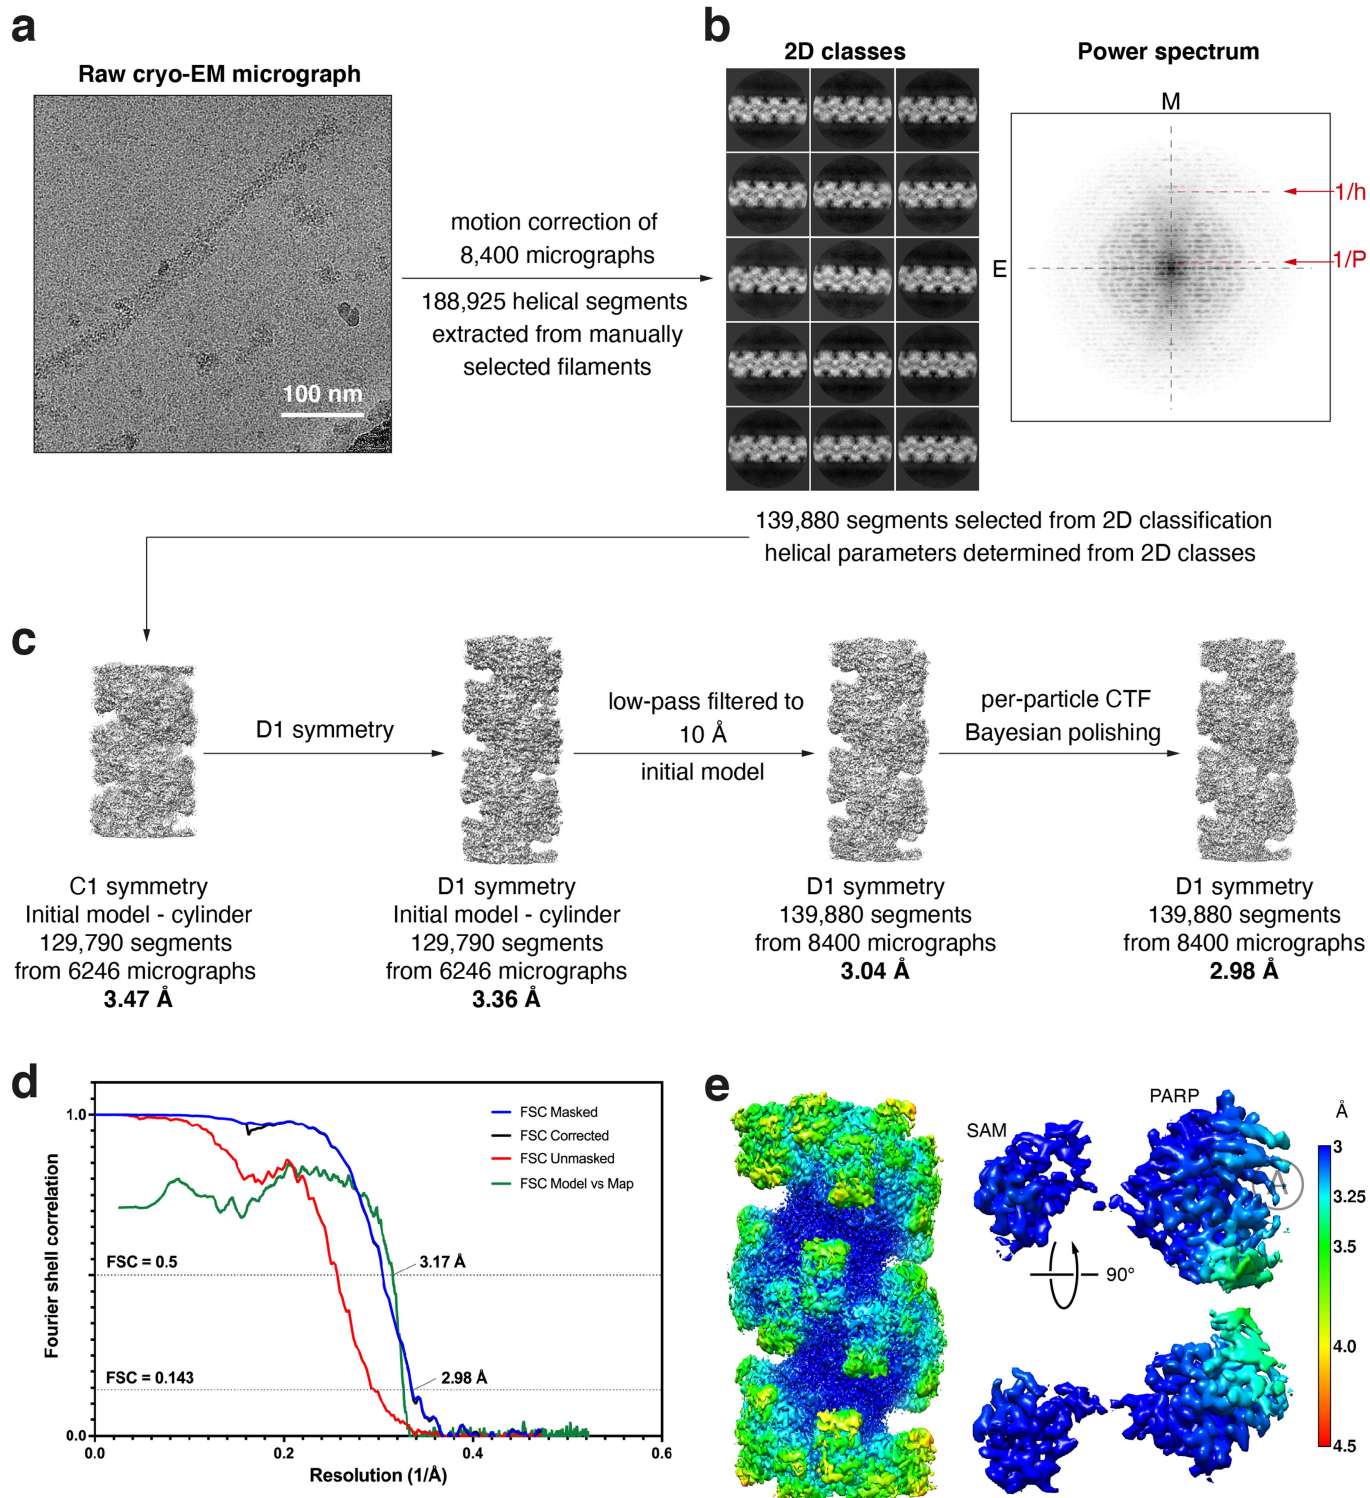 a
Raw cryo-EM micrograph
100 nm
motion correction of
8,400 micrographs
188,925 helical segments
extracted from manually
selected filaments
b
2D classes
Power spectrum
M
E
1/h
1/P
139,880 segments selected from 2D classification
helical parameters determined from 2D classes
c
D1 symmetry
low-pass filtered to
10 Å
initial model
per-particle CTF
Bayesian polishing
C1 symmetry
Initial model - cylinder
129,790 segments
from 6246 micrographs
3.47 Å
D1 symmetry
Initial model - cylinder
129,790 segments
from 6246 micrographs
3.36 Å
D1 symmetry
139,880 segments
from 8400 micrographs
3.04 Å
D1 symmetry
139,880 segments
from 8400 micrographs
2.98 Å
d
Fourier shell correlation
1.0
0.0
FSC Masked
FSC Corrected
FSC Unmasked
FSC Model vs Map
FSC = 0.5
3.17 Å
FSC = 0.143
2.98 Å
0.0
0.2
0.4
0.6
Resolution (1/Å)
e
SAM
PARP
A
90°
Å
3
3.25
3.5
4.0
4.5